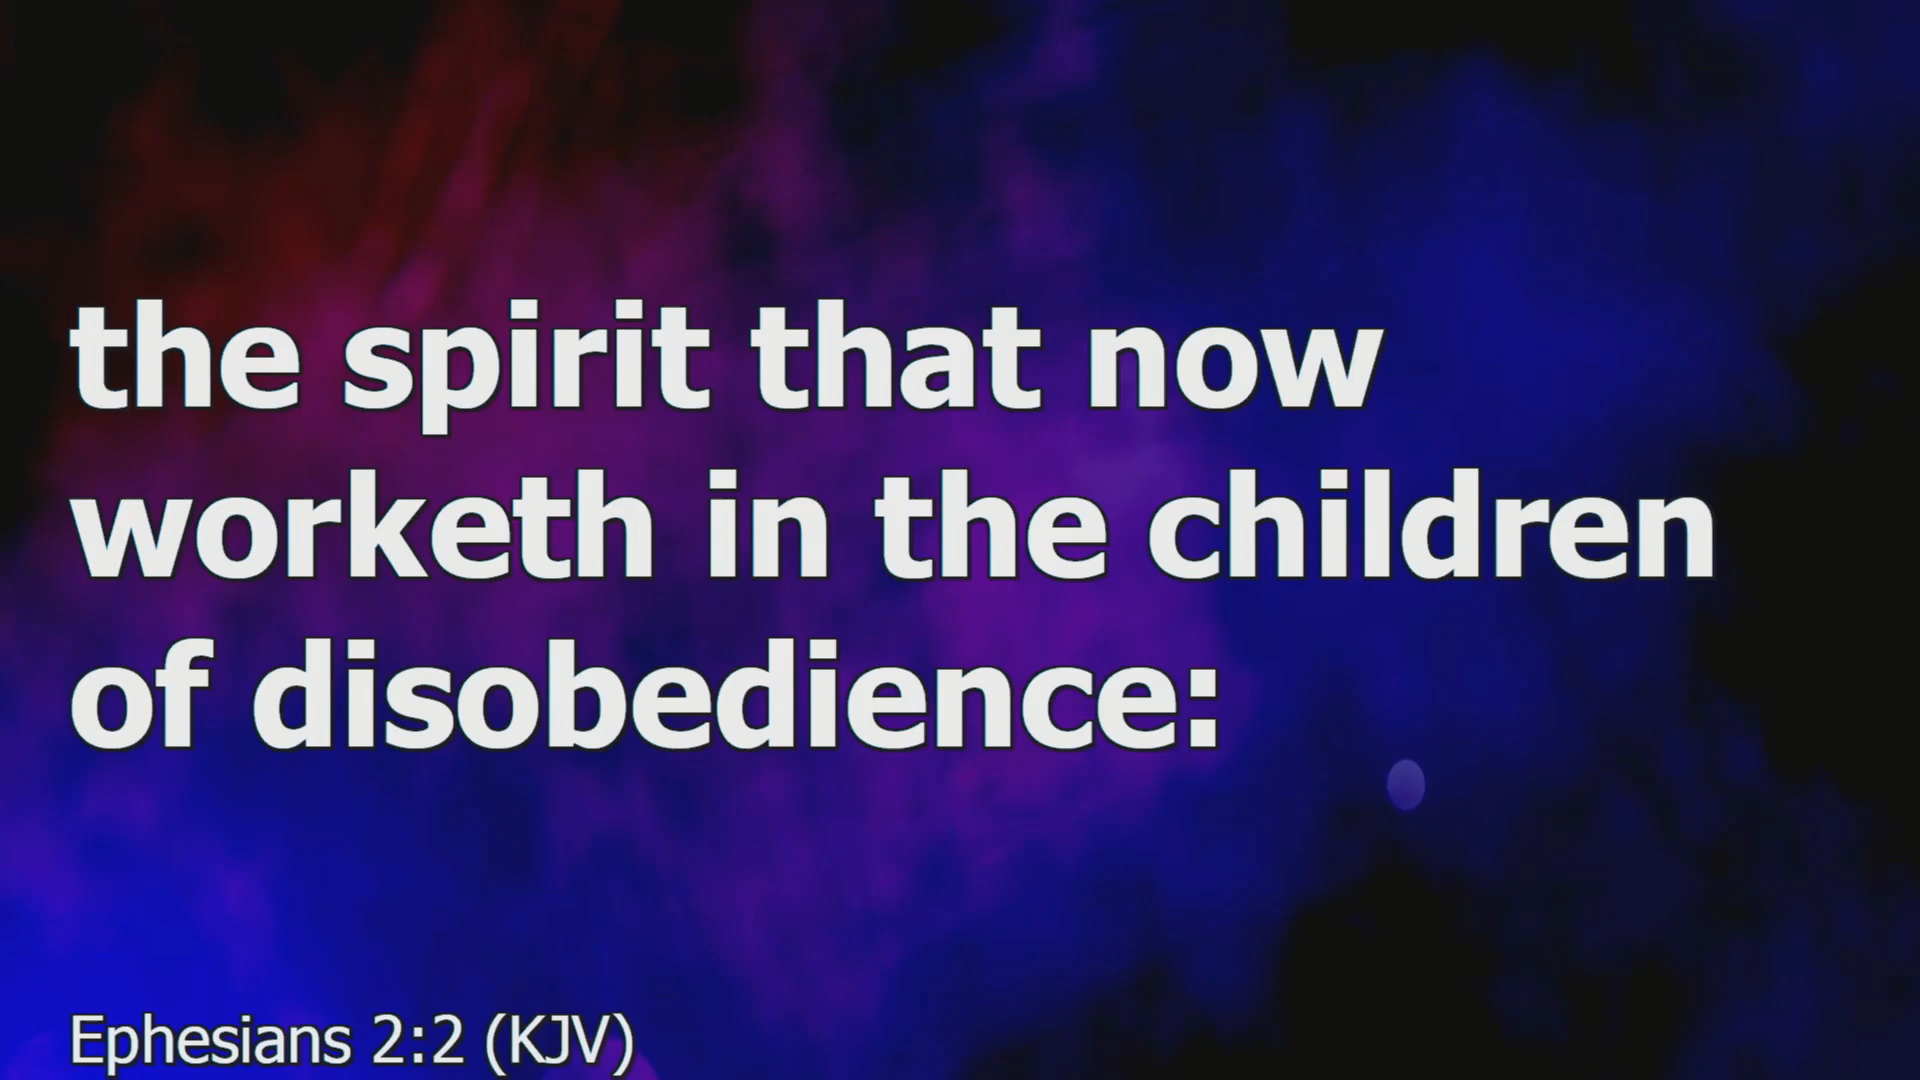 the spirit that now
worketh in the children
of disobedience:
Ephesians 2:2 (KJV)